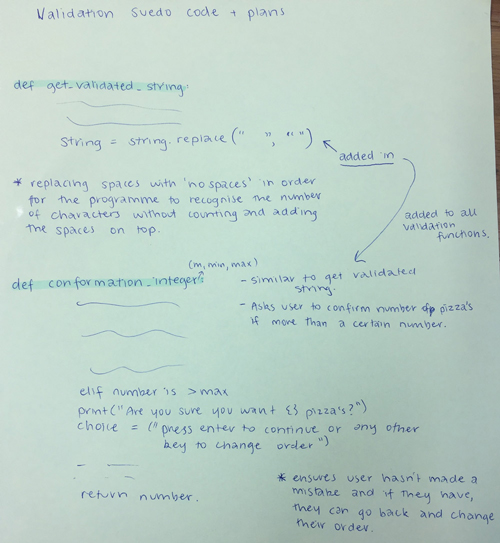 Validation Suedo code + plans
def get_validated_string:
string = string.replace(" ", "")
added in
* replacing spaces with 'no spaces' in order
for the programme to recognise the number
of characters without counting and adding
the spaces on top.
added to all
validation
functions.
(m, min, max)
def conformation_integer:
- Similar to get validated
string.
- Asks user to confirm number of pizza's
if more than a certain number.
elif number is > max
print("Are you sure you want {} pizza's?")
choice = ("press enter to continue or any other
key to change order")
return number.
* ensures user hasn't made a
mistake and if they have,
they can go back and change
their order.